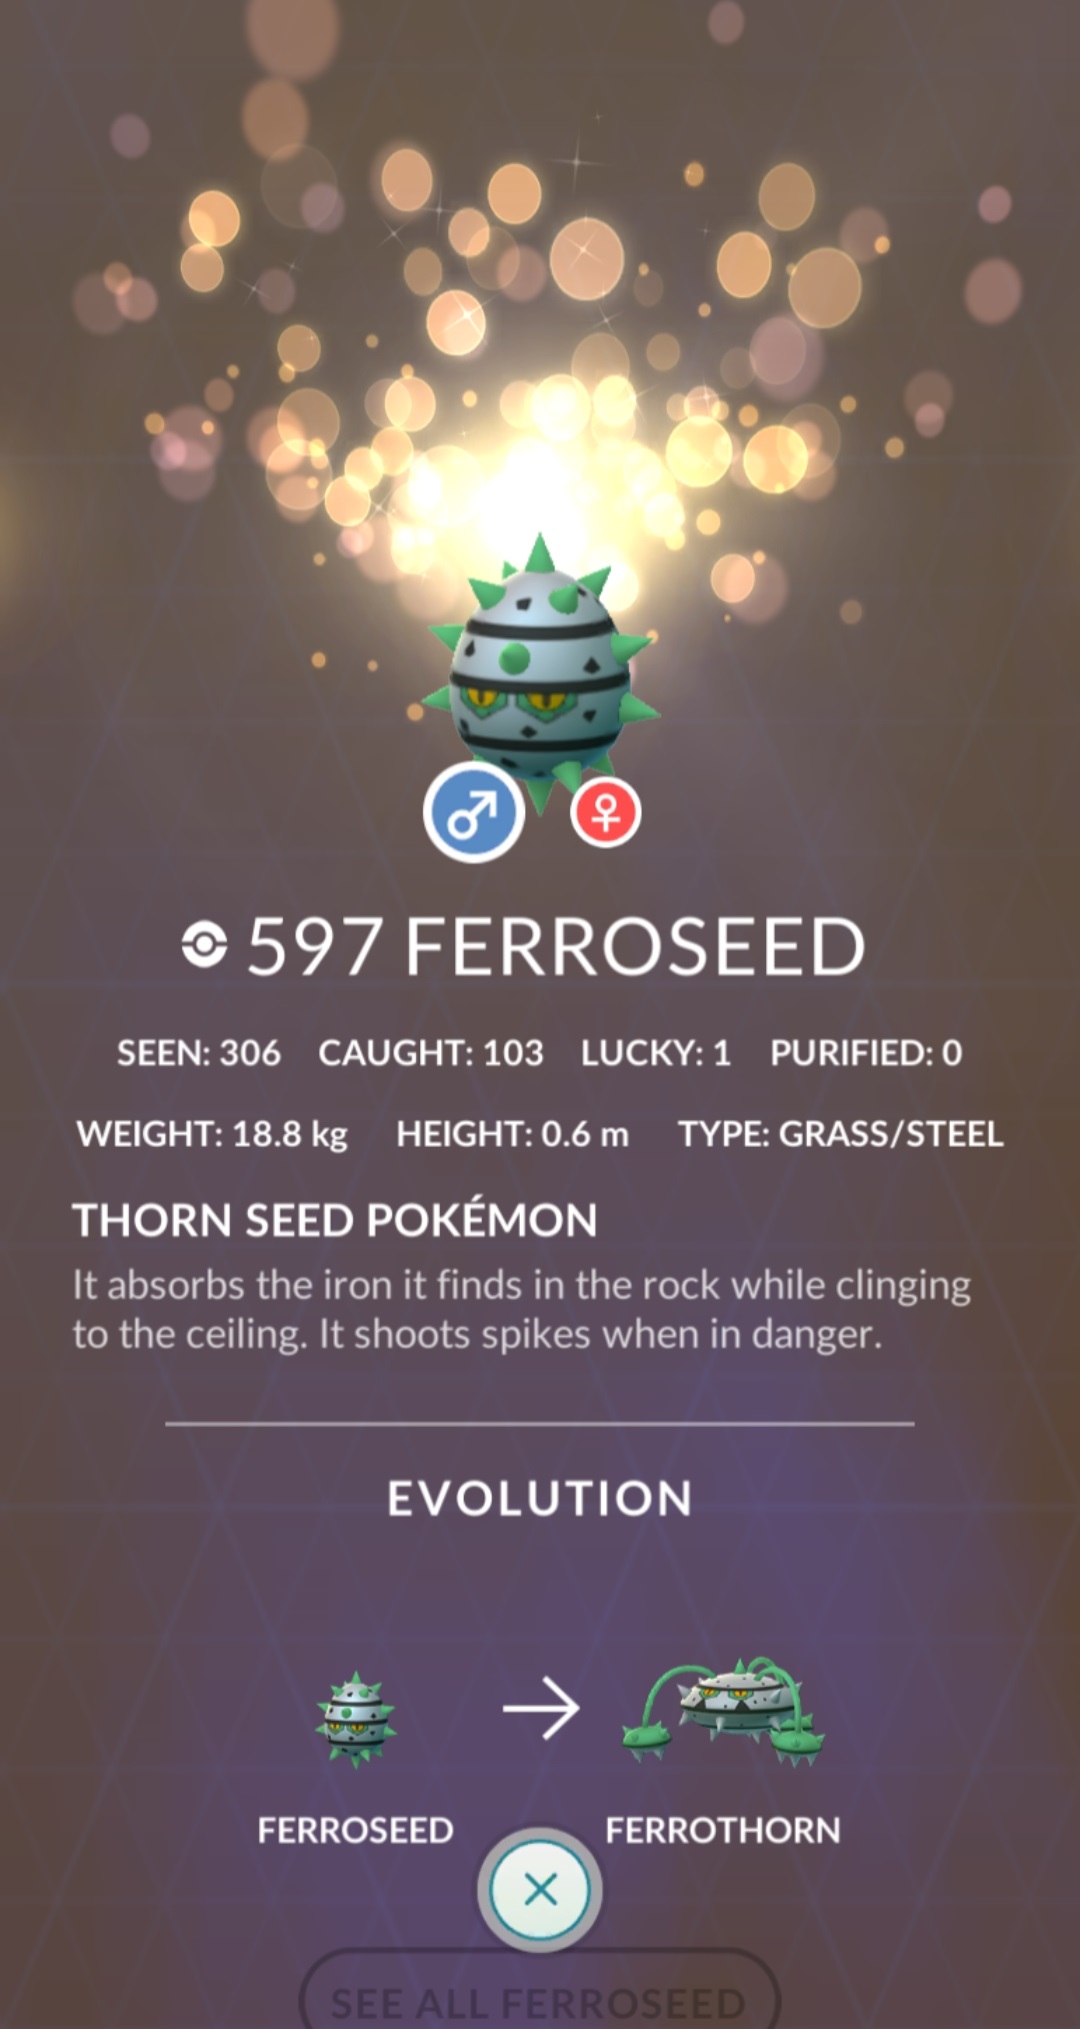 597 FERROSEED
SEEN: 306 CAUGHT: 103 LUCKY: 1 PURIFIED: 0
WEIGHT: 18.8 kg HEIGHT: 0.6 m TYPE: GRASS/STEEL
THORN SEED POKÉMON
It absorbs the iron it finds in the rock while clinging
to the ceiling. It shoots spikes when in danger.
EVOLUTION
FERROSEED FERROTHORN
SEE ALL FERROSEED